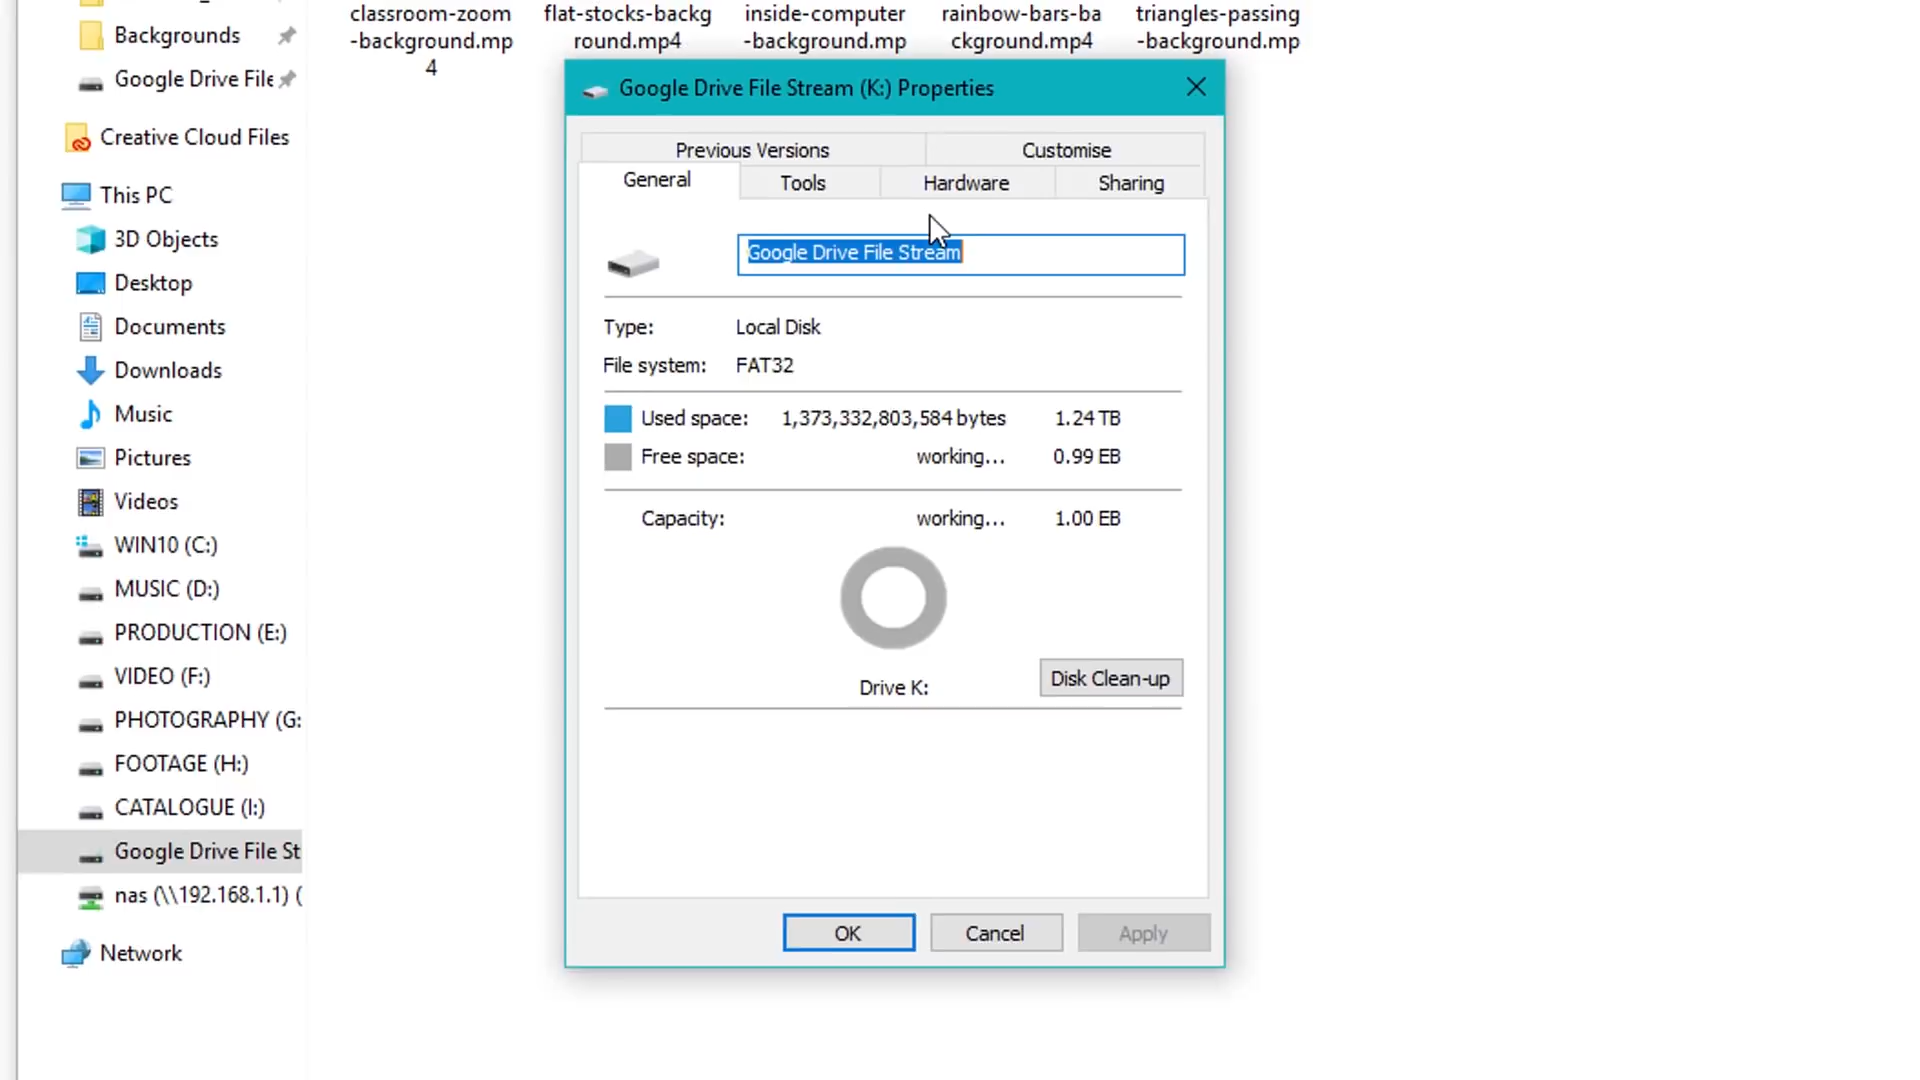 classroom-zoom
-background.mp
4
flat-stocks-backg
round.mp4
inside-computer
-background.mp
rainbow-bars-ba
ckground.mp4
triangles-passing
-background.mp
Backgrounds
Google Drive File
Creative Cloud Files
This PC
3D Objects
Desktop
Documents
Downloads
Music
Pictures
Videos
WIN10 (C:)
MUSIC (D:)
PRODUCTION (E:)
VIDEO (F:)
PHOTOGRAPHY (G:
FOOTAGE (H:)
CATALOGUE (I:)
Google Drive File St
nas (\\192.168.1.1) (
Network
Google Drive File Stream (K:) Properties
Previous Versions
Customise
General
Tools
Hardware
Sharing
Google Drive File Stream
Type: Local Disk
File system: FAT32
Used space: 1,373,332,803,584 bytes 1.24 TB
Free space: working... 0.99 EB
Capacity: working... 1.00 EB
Drive K:
Disk Clean-up
OK
Cancel
Apply